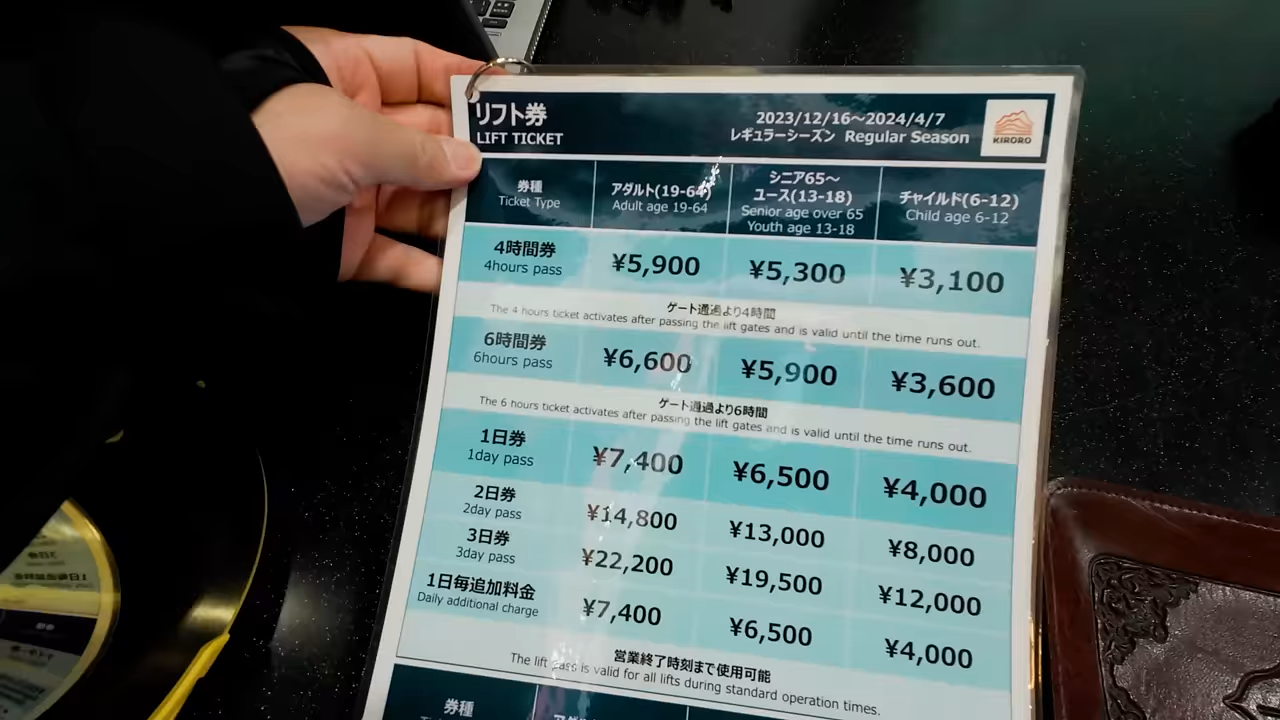 リフト券
LIFT TICKET
2023/12/16～2024/4/7
レギュラーシーズン Regular Season
KIRORO
券種
Ticket Type
アダルト(19-64)
Adult age 19-64
シニア65～
ユース(13-18)
Senior age over 65
Youth age 13-18
チャイルド(6-12)
Child age 6-12
4時間券
4hours pass
¥5,900
¥5,300
¥3,100
ゲート通過より4時間
The 4 hours ticket activates after passing the lift gates and is valid until the time runs out.
6時間券
6hours pass
¥6,600
¥5,900
¥3,600
ゲート通過より6時間
The 6 hours ticket activates after passing the lift gates and is valid until the time runs out.
1日券
1day pass
¥7,400
¥6,500
¥4,000
2日券
2day pass
¥14,800
¥13,000
¥8,000
3日券
3day pass
¥22,200
¥19,500
¥12,000
1日毎追加料金
Daily additional charge
¥7,400
¥6,500
¥4,000
営業終了時刻まで使用可能
The lift pass is valid for all lifts during standard operation times.
券種